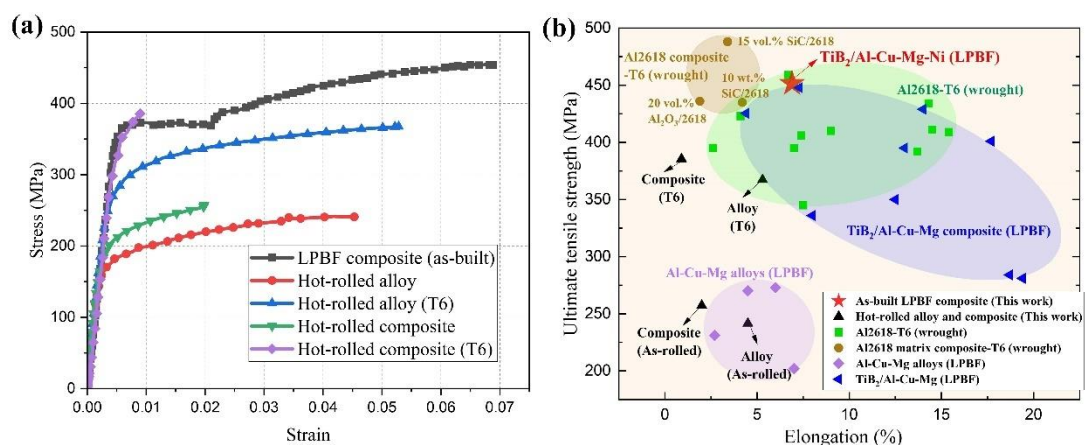 (a)
500
400
300
200
100
0
Stress (MPa)
0.00 0.01 0.02 0.03 0.04 0.05 0.06 0.07
Strain
LPBF composite (as-built)
Hot-rolled alloy
Hot-rolled alloy (T6)
Hot-rolled composite
Hot-rolled composite (T6)
(b)
500
450
400
350
300
250
200
Ultimate tensile strength (MPa)
0 5 10 15 20
Elongation (%)
15 vol.% SiC/2618
Al2618 composite
-T6 (wrought)
10 wt.%
SiC/2618
20 vol.%
Al₂O₃/2618
TiB₂/Al-Cu-Mg-Ni (LPBF)
Al2618-T6 (wrought)
Composite
(T6)
Alloy
(T6)
TiB₂/Al-Cu-Mg composite (LPBF)
Al-Cu-Mg alloys (LPBF)
Composite
(As-rolled)
Alloy
(As-rolled)
As-built LPBF composite (This work)
Hot-rolled alloy and composite (This work)
Al2618-T6 (wrought)
Al2618 matrix composite-T6 (wrought)
Al-Cu-Mg alloys (LPBF)
TiB₂/Al-Cu-Mg (LPBF)